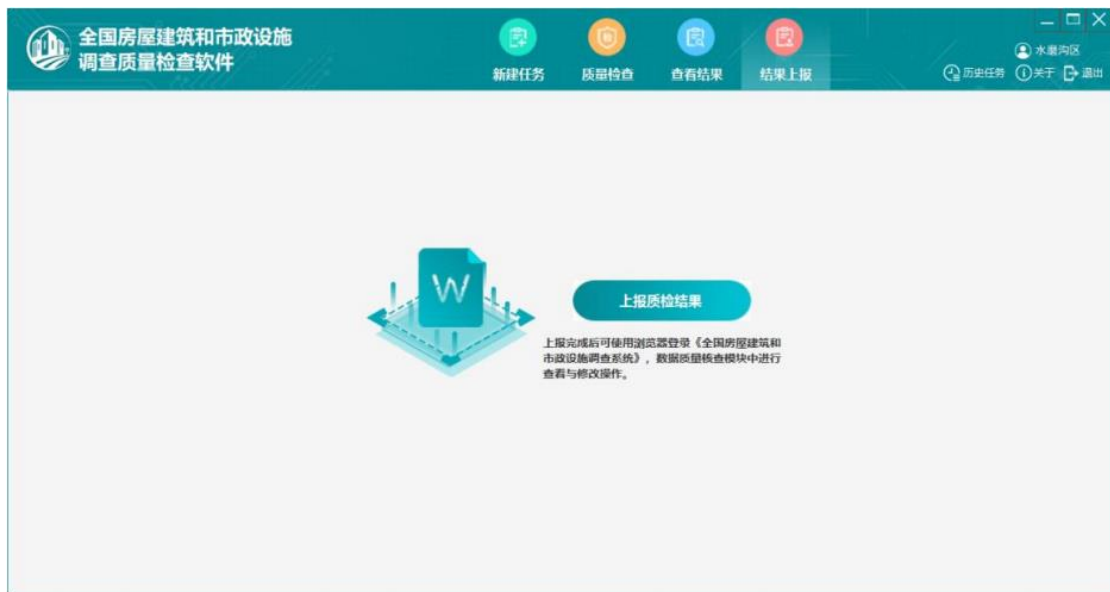 全国房屋建筑和市政设施
调查质量检查软件
新建任务
质量检查
查看结果
结果上报
水磨沟区
历史任务
关于
退出
W
上报质检结果
上报完成后可使用浏览器登录《全国房屋建筑和
市政设施调查系统》，数据质量核查模块中进行
查看与修改操作。